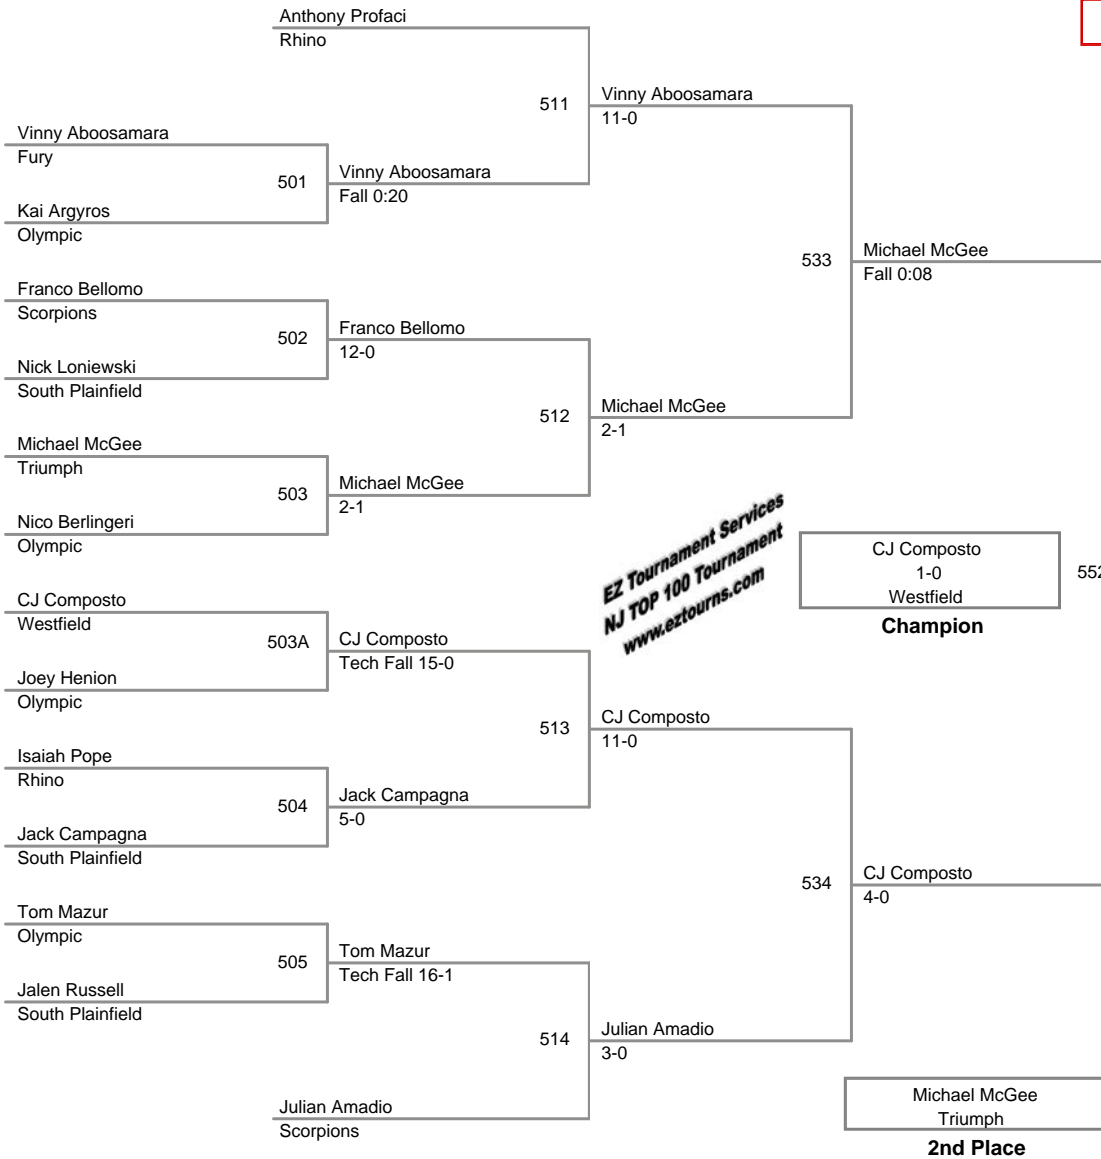 Anthony Profaci
Rhino
511
Vinny Aboosamara
11-0
Vinny Aboosamara
Fury
501
Vinny Aboosamara
Fall 0:20
Kai Argyros
Olympic
533
Michael McGee
Fall 0:08
Franco Bellomo
Scorpions
502
Franco Bellomo
12-0
Nick Loniewski
South Plainfield
512
Michael McGee
2-1
Michael McGee
Triumph
503
Michael McGee
2-1
Nico Berlingeri
Olympic
EZ Tournament Services
NJ TOP 100 Tournament
www.eztourns.com
CJ Composto
1-0
Westfield
552
Champion
CJ Composto
Westfield
503A
CJ Composto
Tech Fall 15-0
Joey Henion
Olympic
513
CJ Composto
11-0
Isaiah Pope
Rhino
504
Jack Campagna
5-0
Jack Campagna
South Plainfield
534
CJ Composto
4-0
Tom Mazur
Olympic
505
Tom Mazur
Tech Fall 16-1
Jalen Russell
South Plainfield
514
Julian Amadio
3-0
Julian Amadio
Scorpions
Michael McGee
Triumph
2nd Place